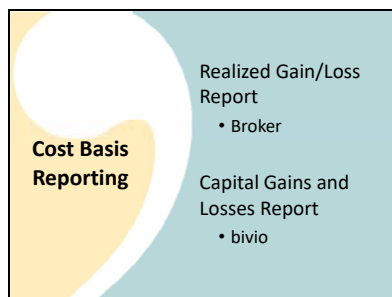 Cost Basis
Reporting
Realized Gain/Loss
Report
• Broker
Capital Gains and
Losses Report
• bivio